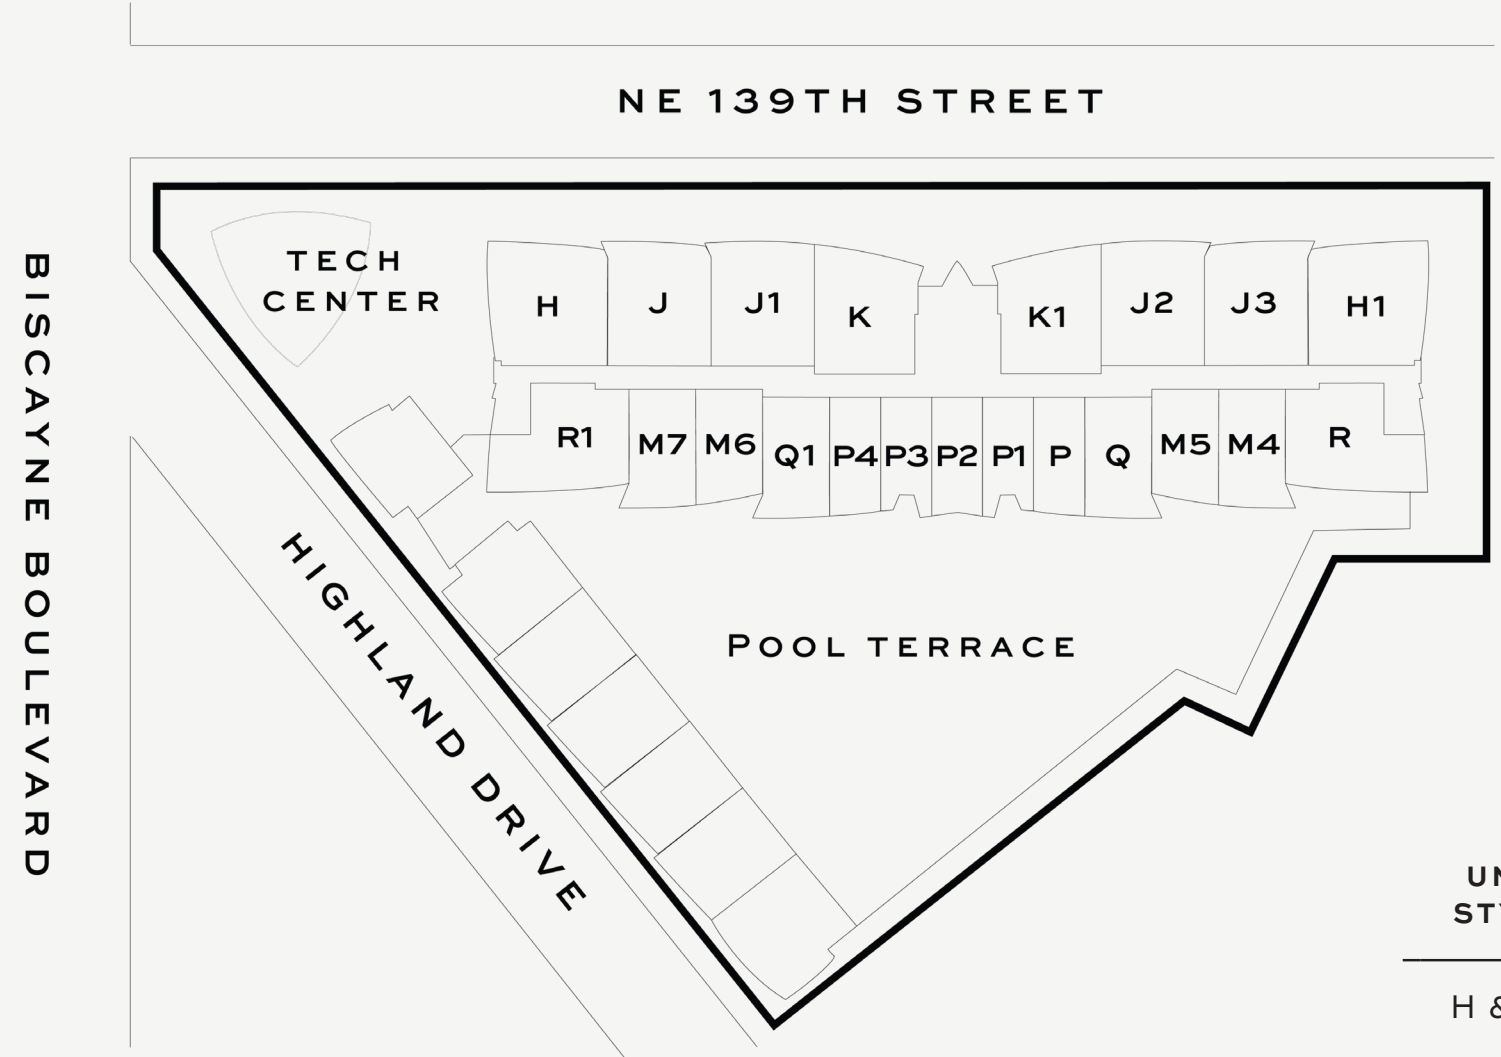 NE 139TH STREET
TECH
CENTER
H
J
J1
K
K1
J2
J3
H1
R1
M7
M6
Q1
P4
P3
P2
P1
P
Q
M5
M4
R
BISCAYNE BOULEVARD
HIGHLAND DRIVE
POOL TERRACE
H &